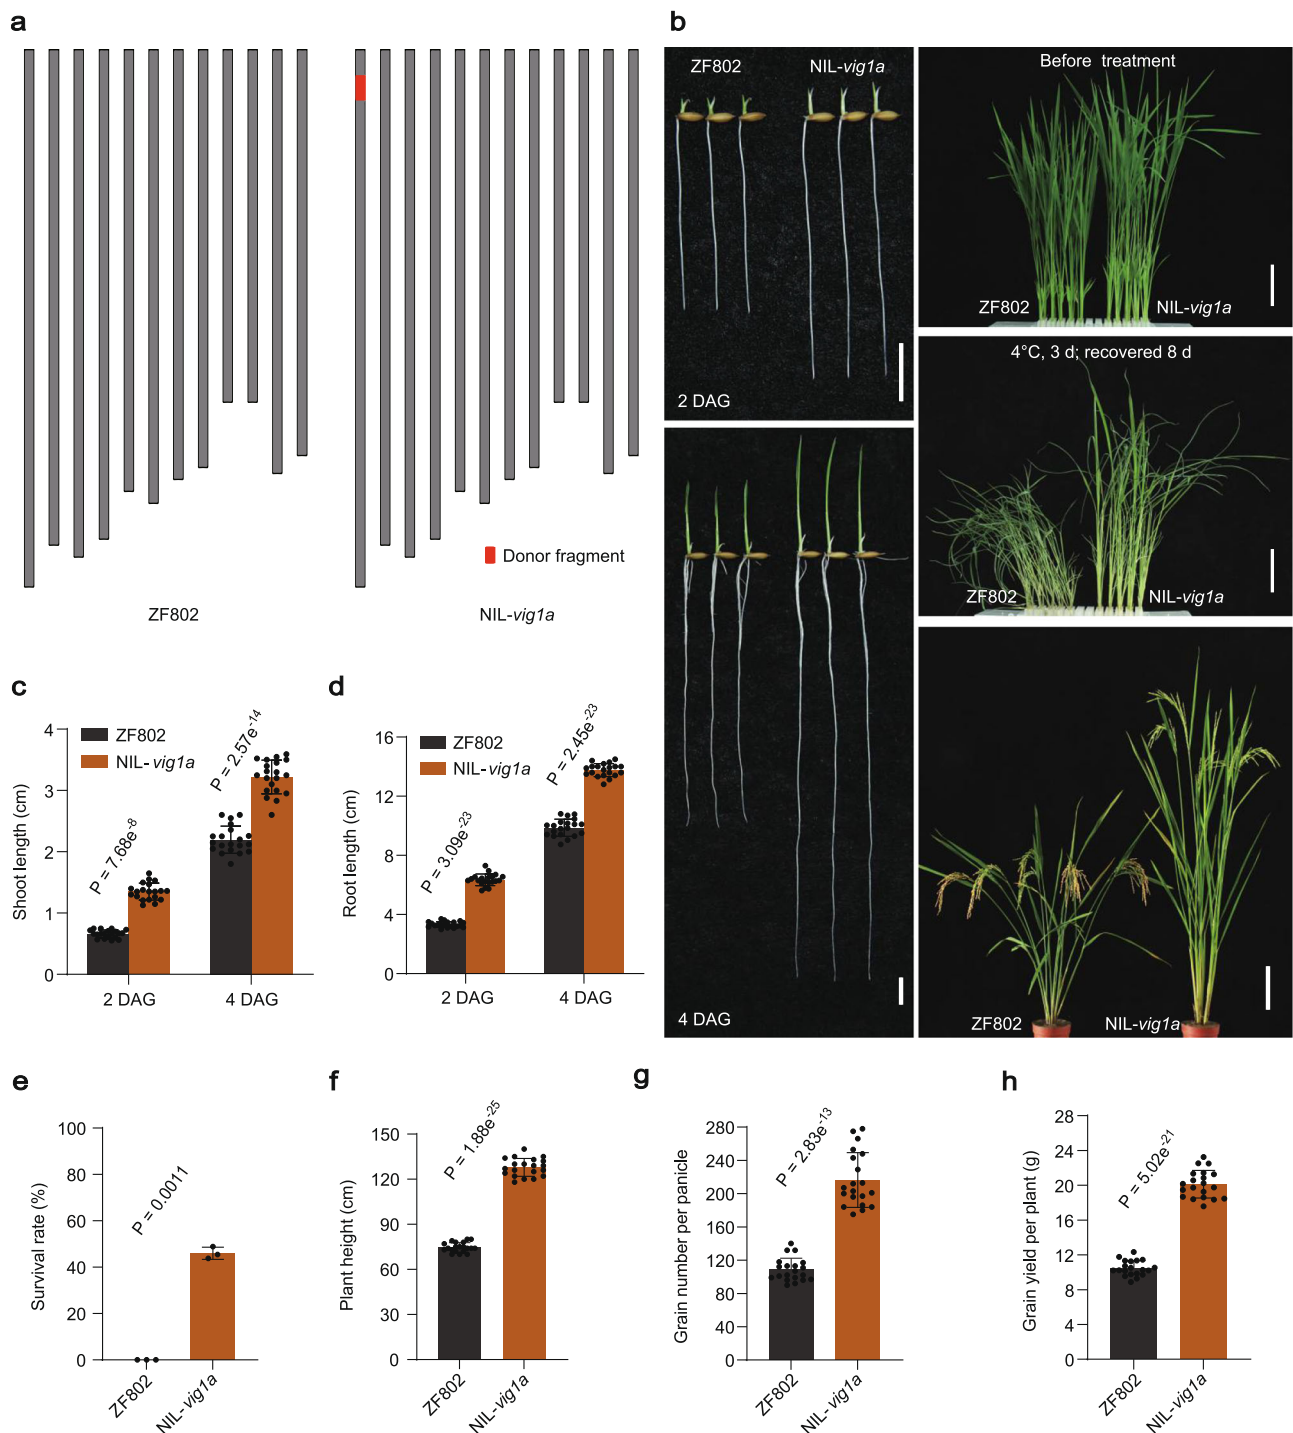 a
ZF802
NIL-vig1a
Donor fragment
b
ZF802
NIL-vig1a
2 DAG
4 DAG
Before treatment
ZF802
NIL-vig1a
4°C, 3 d; recovered 8 d
ZF802
NIL-vig1a
ZF802
NIL-vig1a
c
Shoot length (cm)
4
3
2
1
0
ZF802
NIL-vig1a
P = 7.68e-8
P = 2.57e-14
2 DAG
4 DAG
d
Root length (cm)
16
12
8
4
0
ZF802
NIL-vig1a
P = 3.09e-23
P = 2.45e-23
2 DAG
4 DAG
e
Survival rate (%)
100
80
60
40
20
0
P = 0.0011
ZF802
NIL-vig1a
f
Plant height (cm)
150
120
90
60
30
0
P = 1.88e-25
ZF802
NIL-vig1a
g
Grain number per panicle
280
240
200
160
120
80
40
0
P = 2.83e-13
ZF802
NIL-vig1a
h
Grain yield per plant (g)
28
24
20
16
12
8
4
0
P = 5.02e-21
ZF802
NIL-vig1a